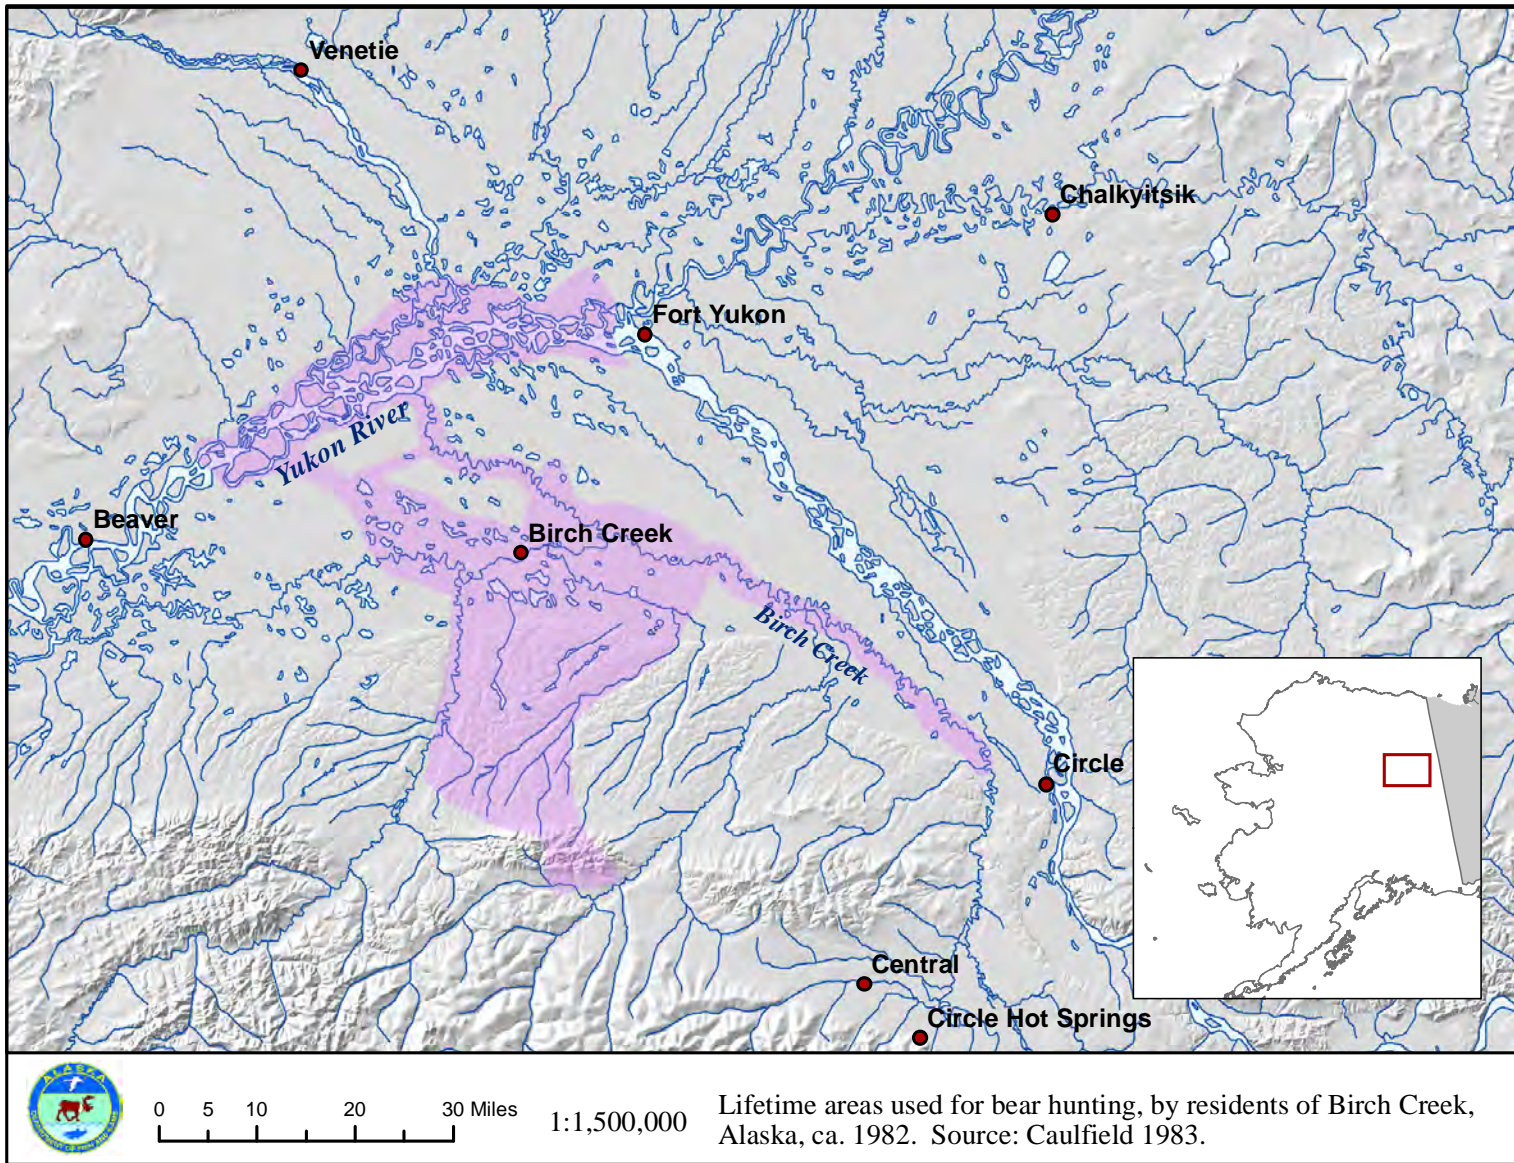 Venetie
Chalkyitsik
Fort Yukon
Yukon River
Beaver
Birch Creek
Birch Creek
Circle
Central
Circle Hot Springs
ALASKA
0 5 10 20 30 Miles
1:1,500,000
Lifetime areas used for bear hunting, by residents of Birch Creek,
Alaska, ca. 1982. Source: Caulfield 1983.